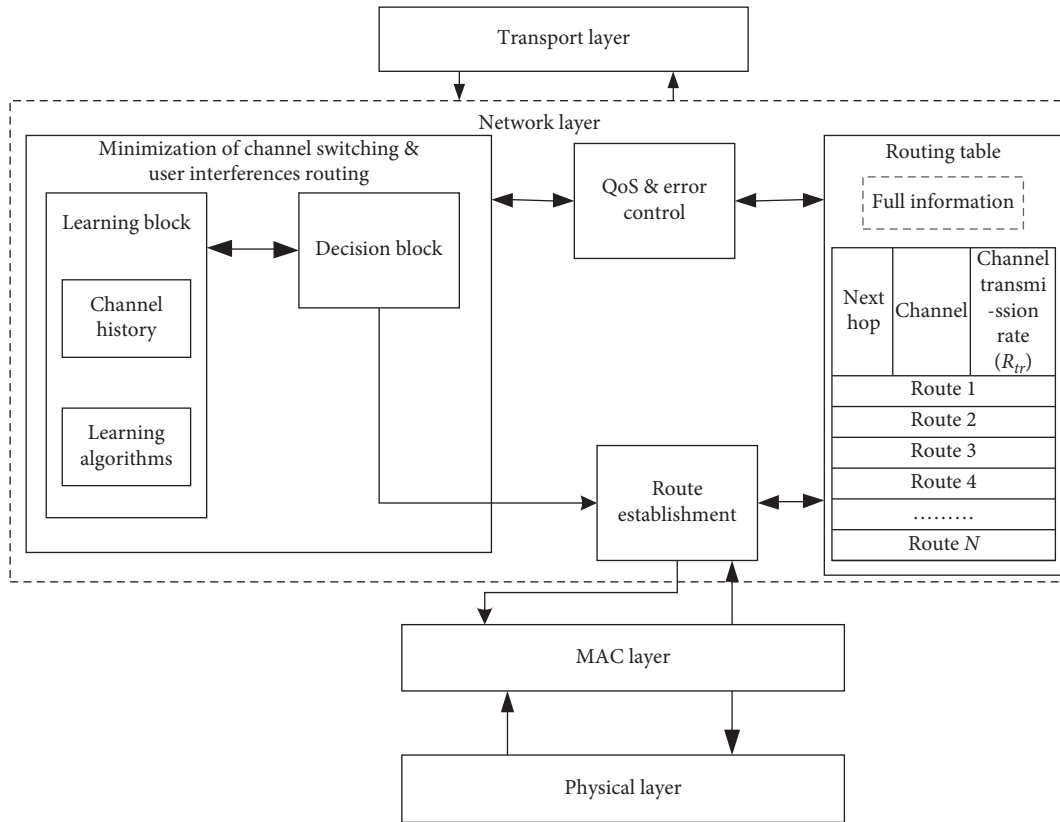 Transport layer
Network layer
Minimization of channel switching &
user interferences routing
Learning block
Channel
history
Learning
algorithms
Decision block
QoS & error
control
Route
establishment
Routing table
Full information
Next
hop
Channel
Channel
transmi
-ssion
rate
(R_tr)
Route 1
Route 2
Route 3
Route 4
.........
Route N
MAC layer
Physical layer